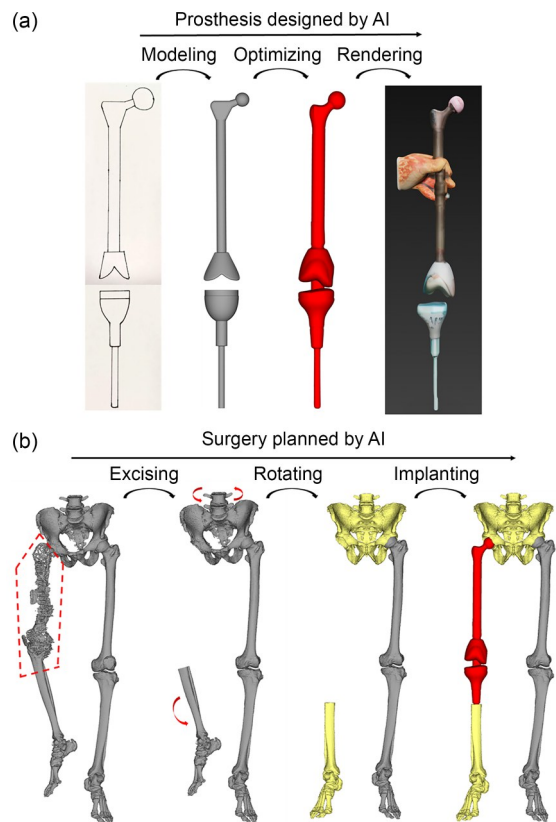 (a)
Prosthesis designed by AI
Modeling Optimizing Rendering
(b)
Surgery planned by AI
Excising Rotating Implanting